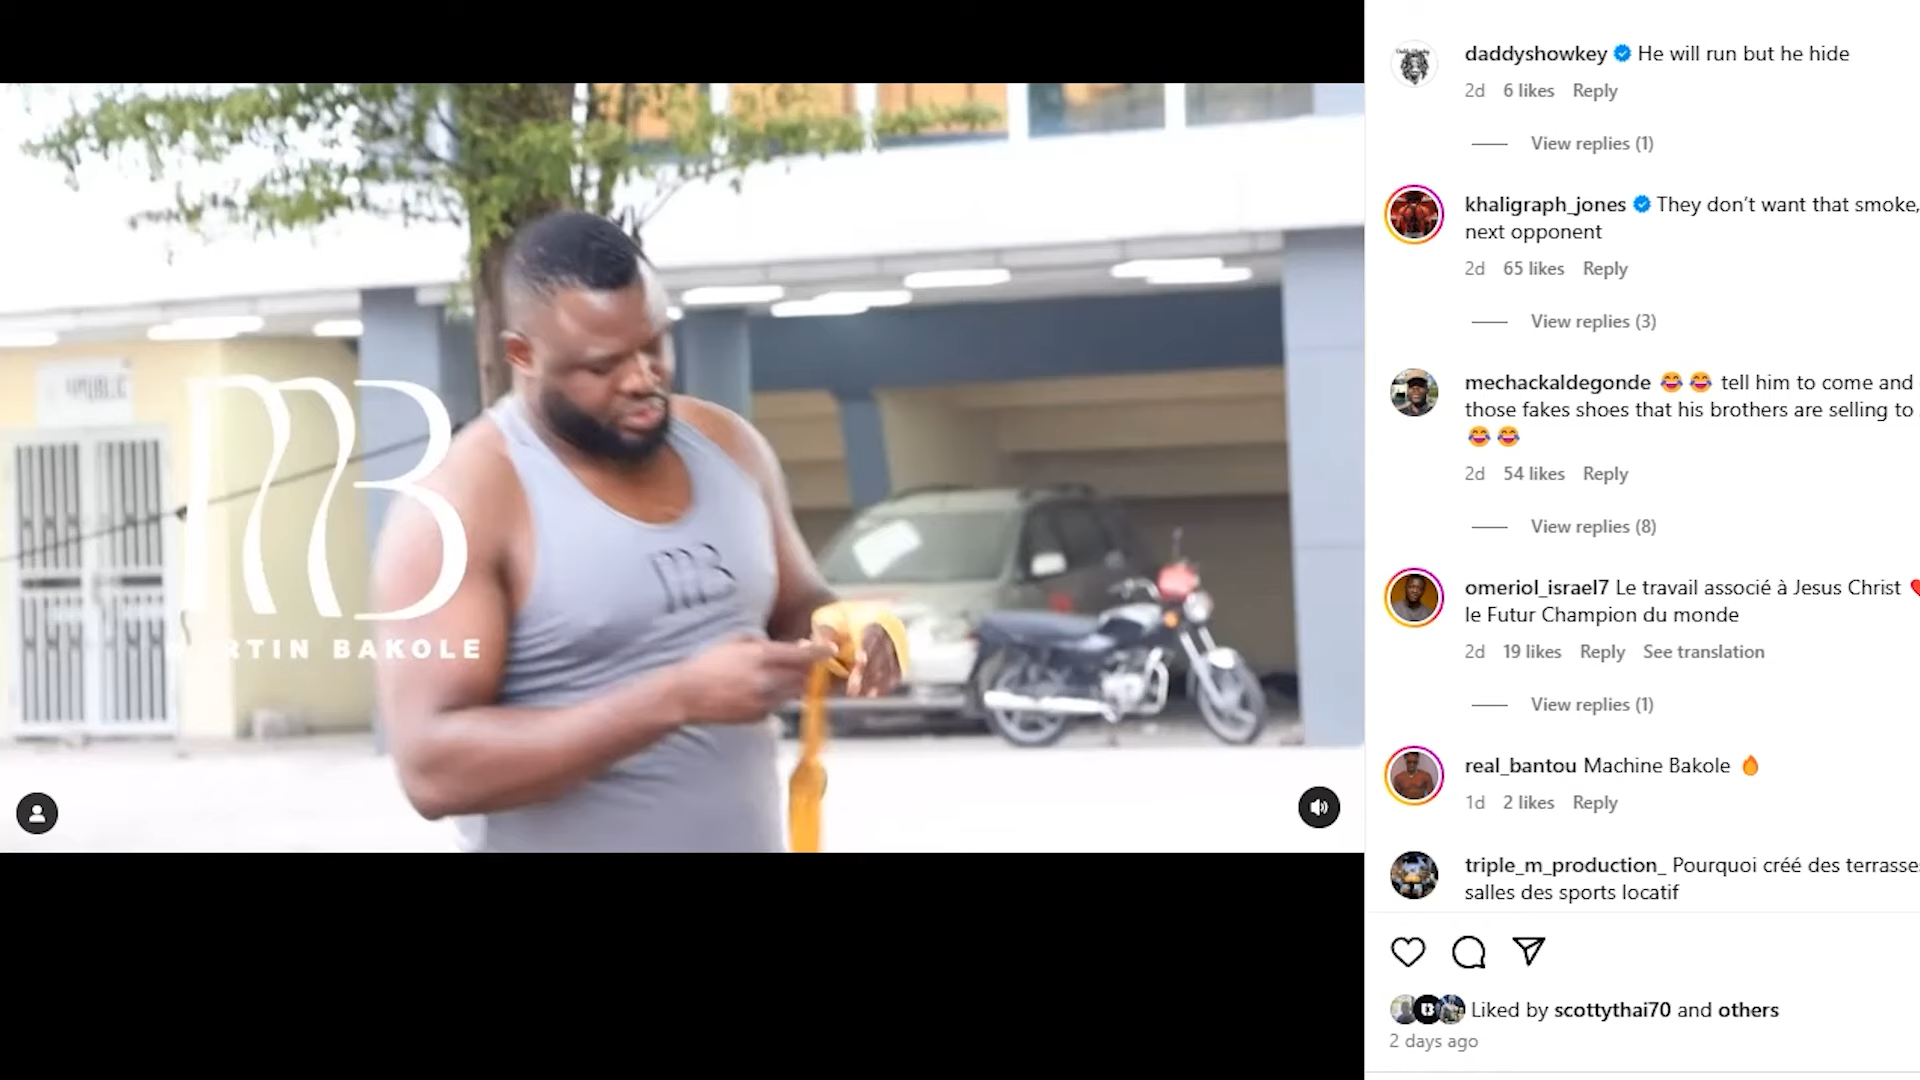 MB
MARTIN BAKOLE
MB
daddyshowkey He will run but he hide
2d 6 likes Reply
View replies (1)
khaligraph_jones They don’t want that smoke,
next opponent
2d 65 likes Reply
View replies (3)
mechackaldegonde 😂😂 tell him to come and
those fakes shoes that his brothers are selling to
😂😂
2d 54 likes Reply
View replies (8)
omeriol_israel7 Le travail associé à Jesus Christ ❤
le Futur Champion du monde
2d 19 likes Reply See translation
View replies (1)
real_bantou Machine Bakole 🔥
1d 2 likes Reply
triple_m_production_ Pourquoi créé des terrasses
salles des sports locatif
Liked by scottythai70 and others
2 days ago